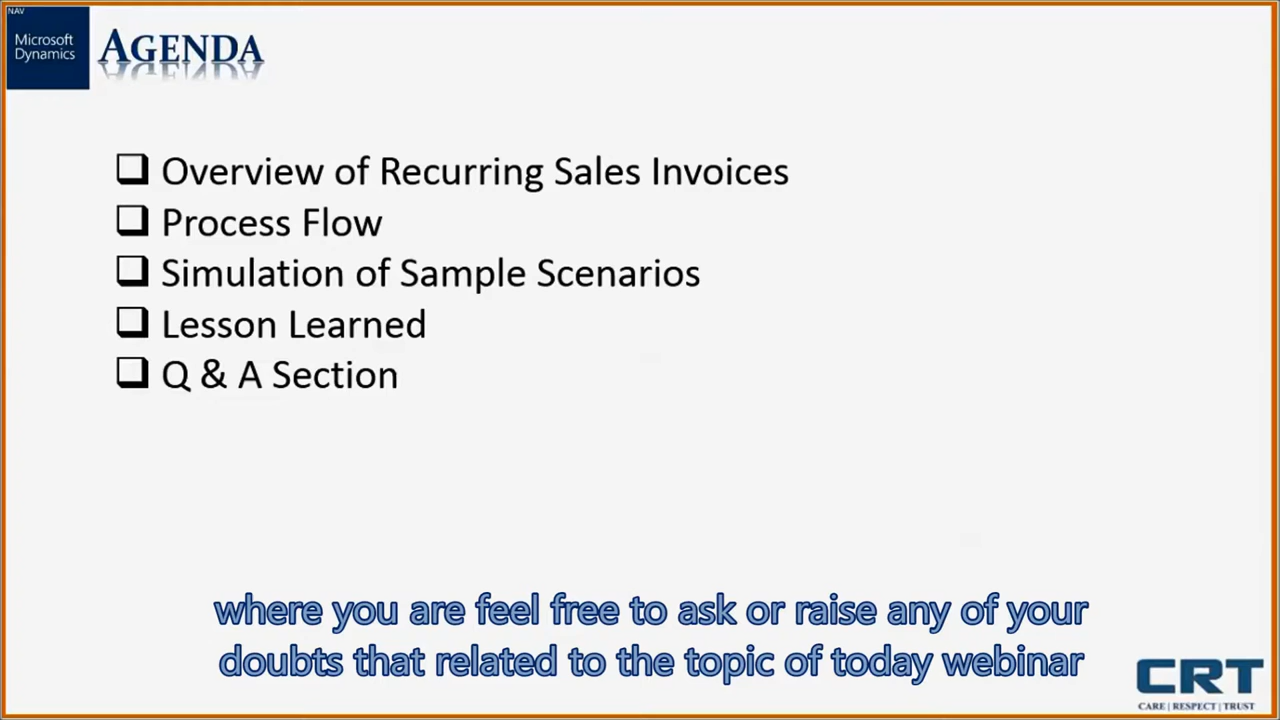 NAV
Microsoft
Dynamics
AGENDA
Overview of Recurring Sales Invoices
Process Flow
Simulation of Sample Scenarios
Lesson Learned
Q & A Section
where you are feel free to ask or raise any of your
doubts that related to the topic of today webinar
CRT
CARE | RESPECT | TRUST